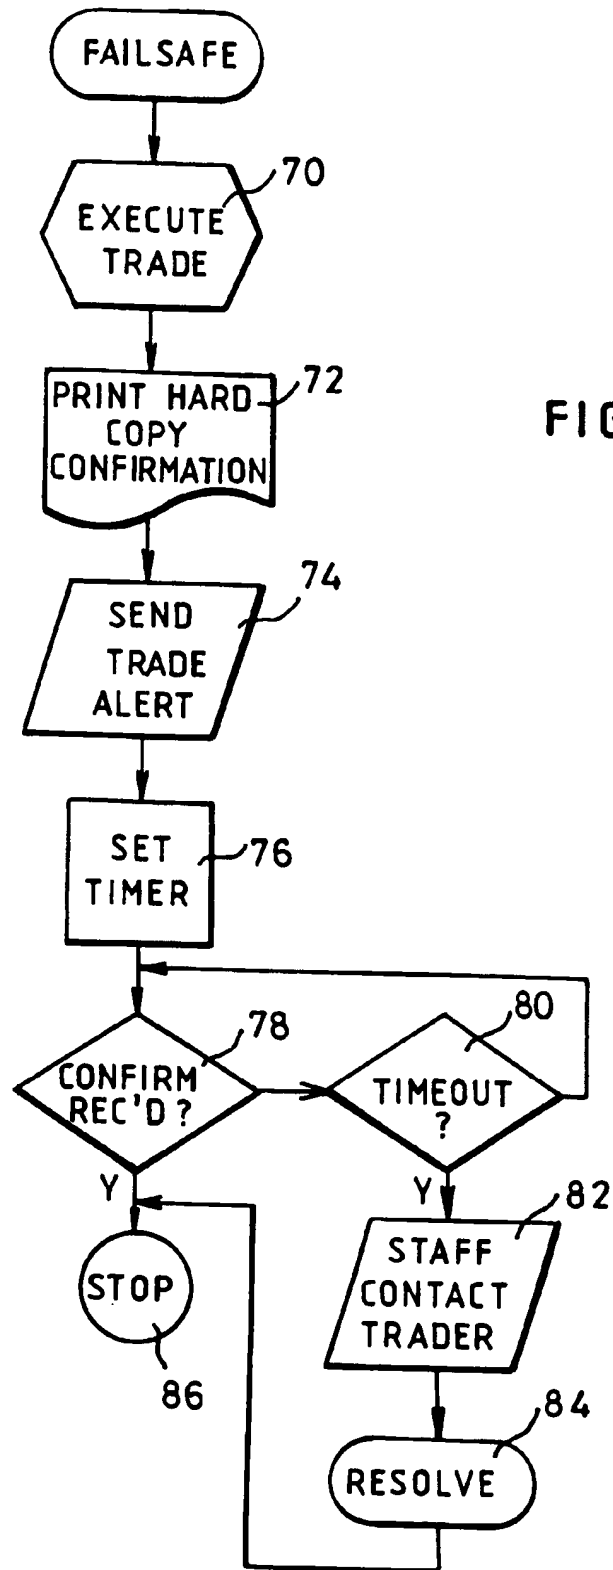 FAILSAFE
70
EXECUTE
TRADE
72
PRINT HARD
COPY
CONFIRMATION
FIG
74
SEND
TRADE
ALERT
SET
TIMER
76
78
CONFIRM
REC'D?
80
TIMEOUT
?
Y
Y
82
STAFF
CONTACT
TRADER
STOP
86
84
RESOLVE